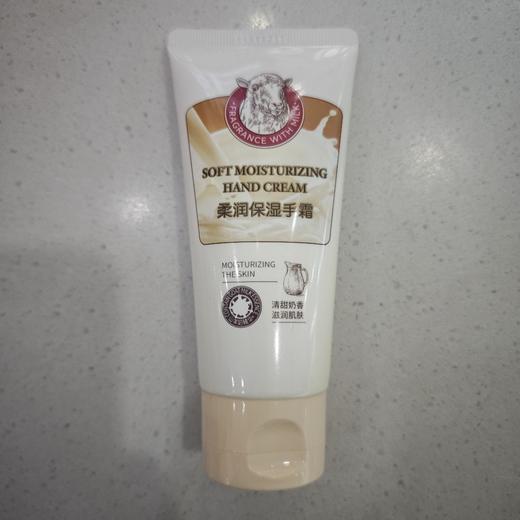 FRAGRANCE WITH MILK
SOFT MOISTURIZING
HAND CREAM
柔润保湿手霜
MOISTURIZING
THE SKIN
清甜奶香
滋润肌肤